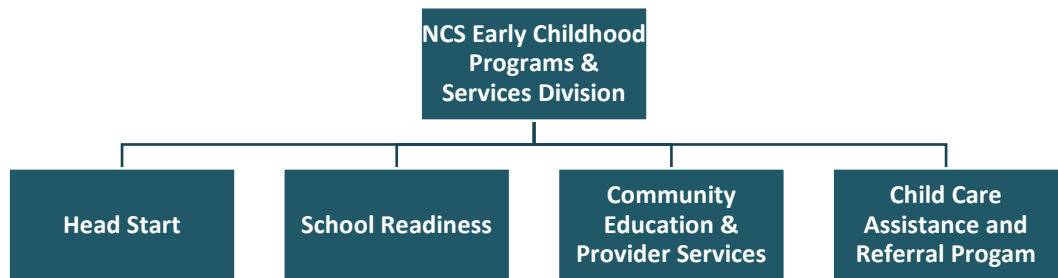 NCS Early Childhood
Programs &
Services Division
Head Start
School Readiness
Community
Education &
Provider Services
Child Care
Assistance and
Referral Progam